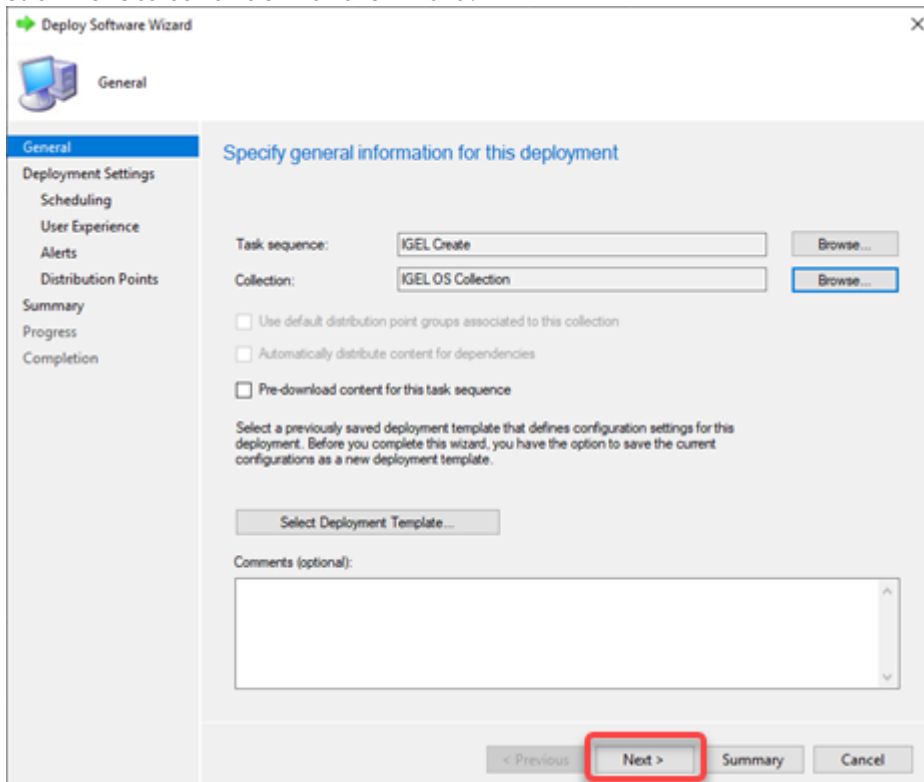 Deploy Software Wizard
General
General
Deployment Settings
Scheduling
User Experience
Alerts
Distribution Points
Summary
Progress
Completion
Specify general information for this deployment
Task sequence: IGEL Create Browse...
Collection: IGEL OS Collection Browse...
Use default distribution point groups associated to this collection
Automatically distribute content for dependencies
Pre-download content for this task sequence
Select a previously saved deployment template that defines configuration settings for this
deployment. Before you complete this wizard, you have the option to save the current
configurations as a new deployment template.
Select Deployment Template...
Comments (optional):
< Previous Next > Summary Cancel